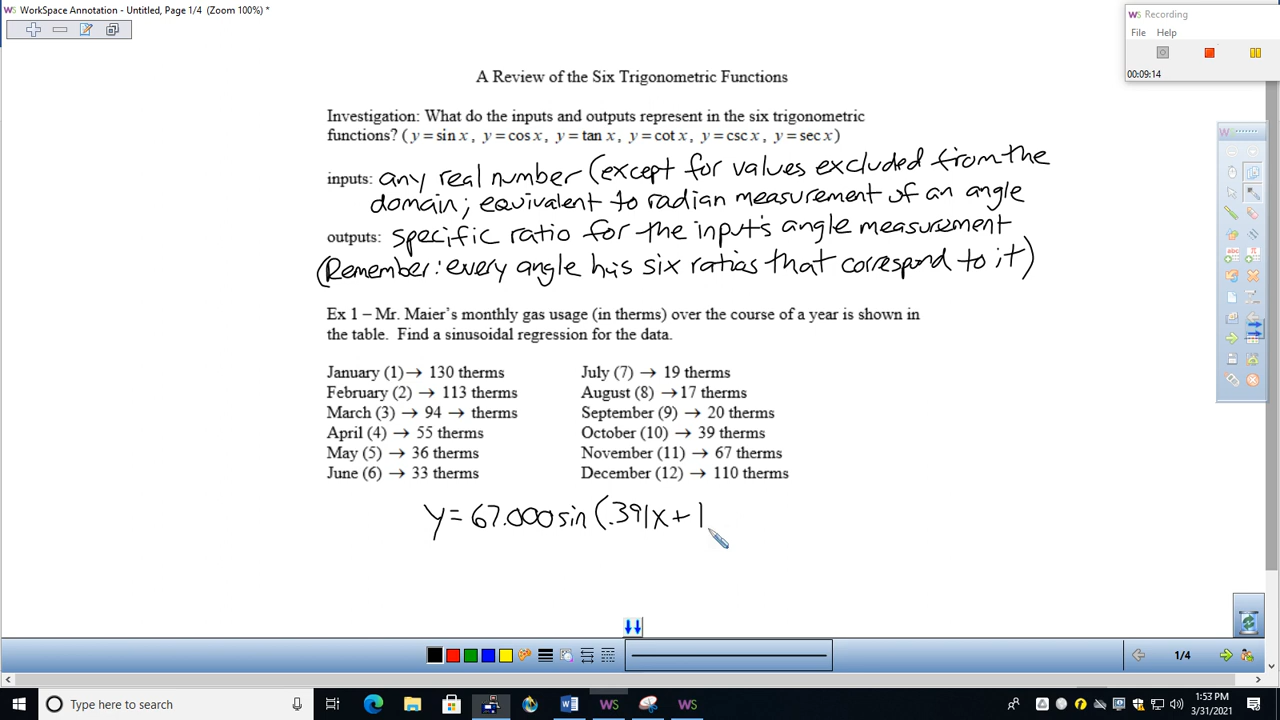 WorkSpace Annotation - Untitled, Page 1/4 (Zoom 100%) *
Recording
File Help
00:09:14
A Review of the Six Trigonometric Functions
Investigation: What do the inputs and outputs represent in the six trigonometric
functions? ( y = sin x, y = cos x, y = tan x, y = cot x, y = csc x, y = sec x )
inputs: any real number (except for values excluded from the
domain; equivalent to radian measurement of an angle
outputs: specific ratio for the input's angle measurement
(Remember: every angle has six ratios that correspond to it)
Ex 1 – Mr. Maier's monthly gas usage (in therms) over the course of a year is shown in
the table. Find a sinusoidal regression for the data.
January (1) → 130 therms
February (2) → 113 therms
March (3) → 94 → therms
April (4) → 55 therms
May (5) → 36 therms
June (6) → 33 therms
July (7) → 19 therms
August (8) → 17 therms
September (9) → 20 therms
October (10) → 39 therms
November (11) → 67 therms
December (12) → 110 therms
y = 67.000 sin (.391x + 1
1/4
Type here to search
1:53 PM
3/31/2021